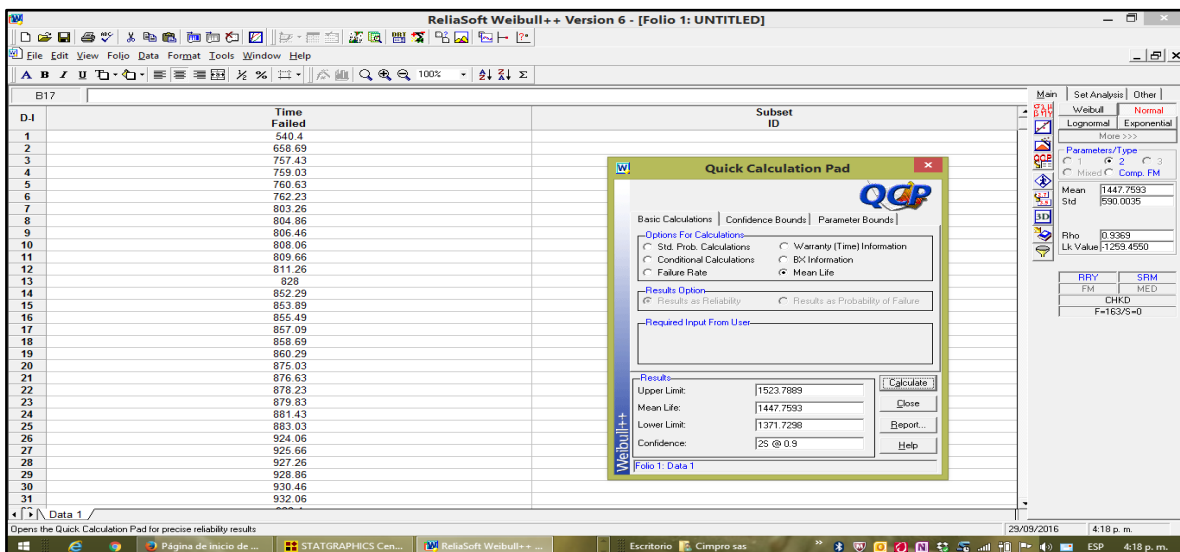 ReliaSoft Weibull++ Version 6 - [Folio 1: UNTITLED]
File Edit View Folio Data Format Tools Window Help
A B I U 100% Σ
B17
Main Set Analysis Other
D-I Time Failed Subset ID
Weibull Normal
Lognormal Exponential
More >>>
Parameters/Type
1 2 3
Mixed Comp. FM
Mean 1447.7593
Std 590.0035
Rho 0.9369
Lk Value -1259.4550
RRY SRM
FM MED
CHKD
F=163/S=0
QCP
3D
1 540.4
2 658.69
3 757.43
4 759.03
5 760.63
6 762.23
7 803.26
8 804.86
9 806.46
10 808.06
11 809.66
12 811.26
13 828
14 852.29
15 853.89
16 855.49
17 857.09
18 858.69
19 860.29
20 875.03
21 876.63
22 878.23
23 879.83
24 881.43
25 883.03
26 924.06
27 925.66
28 927.26
29 928.86
30 930.46
31 932.06
Quick Calculation Pad
QCP
Basic Calculations Confidence Bounds Parameter Bounds
Options For Calculations
Std. Prob. Calculations Warranty (Time) Information
Conditional Calculations BX Information
Failure Rate Mean Life
Results Option
Results as Reliability Results as Probability of Failure
Required Input From User
Results
Upper Limit: 1523.7889 Calculate
Mean Life: 1447.7593 Close
Lower Limit: 1371.7298 Report...
Confidence: 2S @ 0.9 Help
Weibull++
Folio 1: Data 1
Data 1
Opens the Quick Calculation Pad for precise reliability results 29/09/2016 4:18 p. m.
Página de inicio de ... STATGRAPHICS Cen... ReliaSoft Weibull++ ... Escritorio Cimpro sas ESP 4:18 p. m.